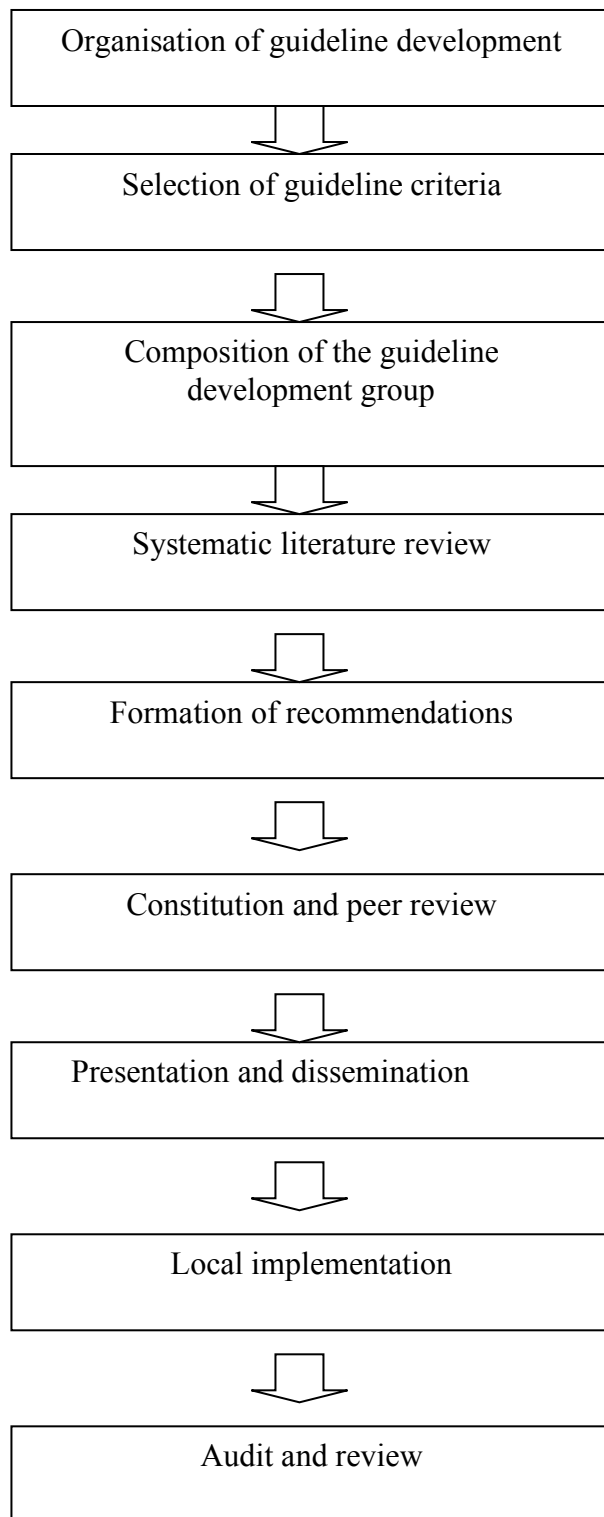 Organisation of guideline development
Selection of guideline criteria
Composition of the guideline
development group
Systematic literature review
Formation of recommendations
Constitution and peer review
Presentation and dissemination
Local implementation
Audit and review